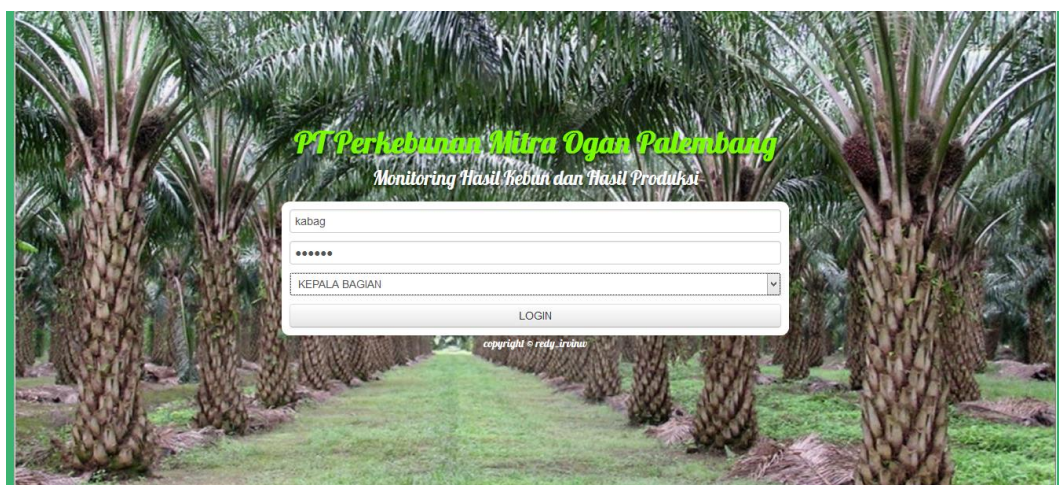 PT Perkebunan Mitra Ogan Palembang
Monitoring Hasil Kebun dan Hasil Produksi
kabag
••••••
KEPALA BAGIAN
LOGIN
copyright © redy_irvinw